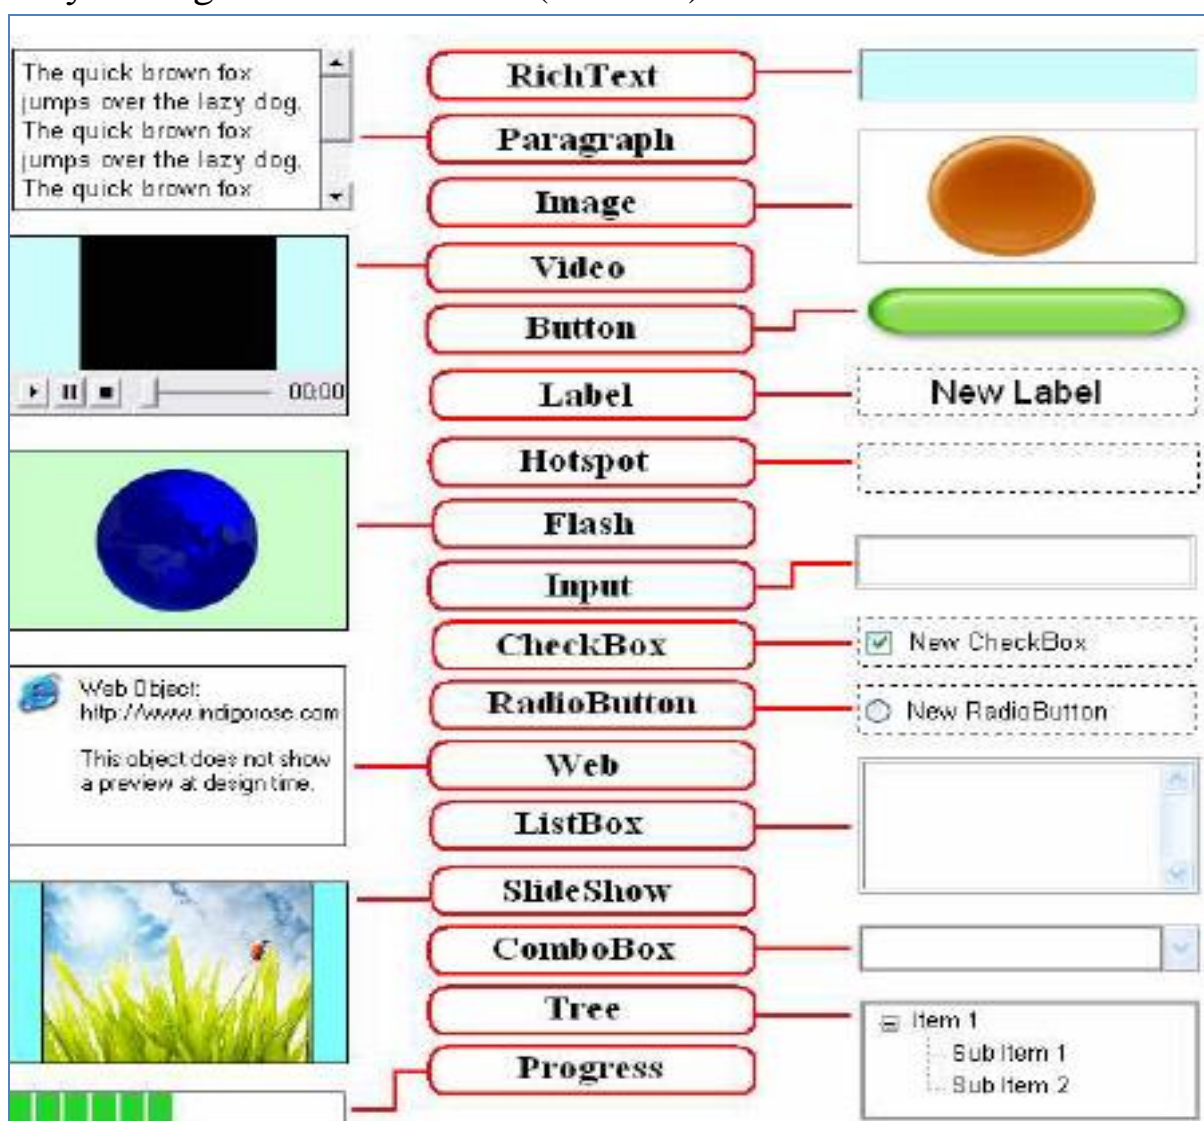 The quick brown fox
jumps over the lazy dog.
The quick brown fox
jumps over the lazy dog.
The quick brown fox
00:00
Web Object:
http://www.indigorose.com
This object does not show
a preview at design time.
RichText
Paragraph
Image
Video
Button
Label
Hotspot
Flash
Input
CheckBox
RadioButton
Web
ListBox
SlideShow
ComboBox
Tree
Progress
New Label
New CheckBox
New RadioButton
Item 1
Sub Item 1
Sub Item 2